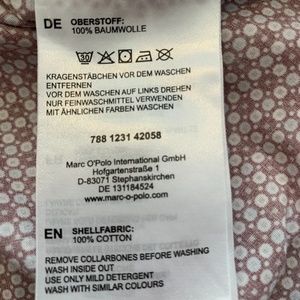 DE OBERSTOFF:
100% BAUMWOLLE
30
KRAGENSTÄBCHEN VOR DEM WASCHEN
ENTFERNEN
VOR DEM WASCHEN AUF LINKS DREHEN
NUR FEINWASCHMITTEL VERWENDEN
MIT ÄHNLICHEN FARBEN WASCHEN
788 1231 42058
Marc O'Polo International GmbH
Hofgartenstraße 1
D-83071 Stephanskirchen
DE 131184524
www.marc-o-polo.com
EN SHELLFABRIC:
100% COTTON
REMOVE COLLARBONES BEFORE WASHING
WASH INSIDE OUT
USE ONLY MILD DETERGENT
WASH WITH SIMILAR COLOURS